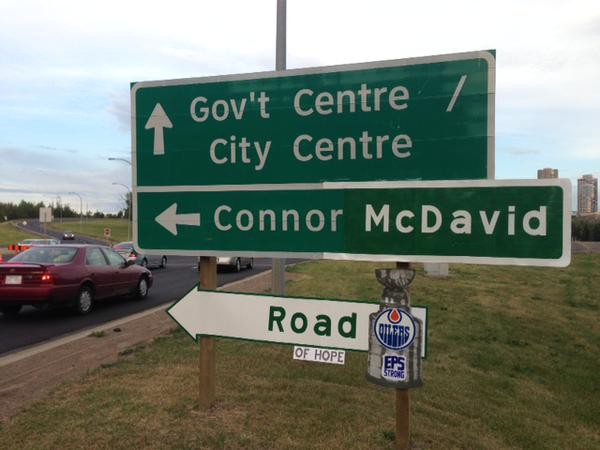 Gov't Centre /
City Centre
Connor McDavid
Road
OF HOPE
OILERS
EPS
STRONG